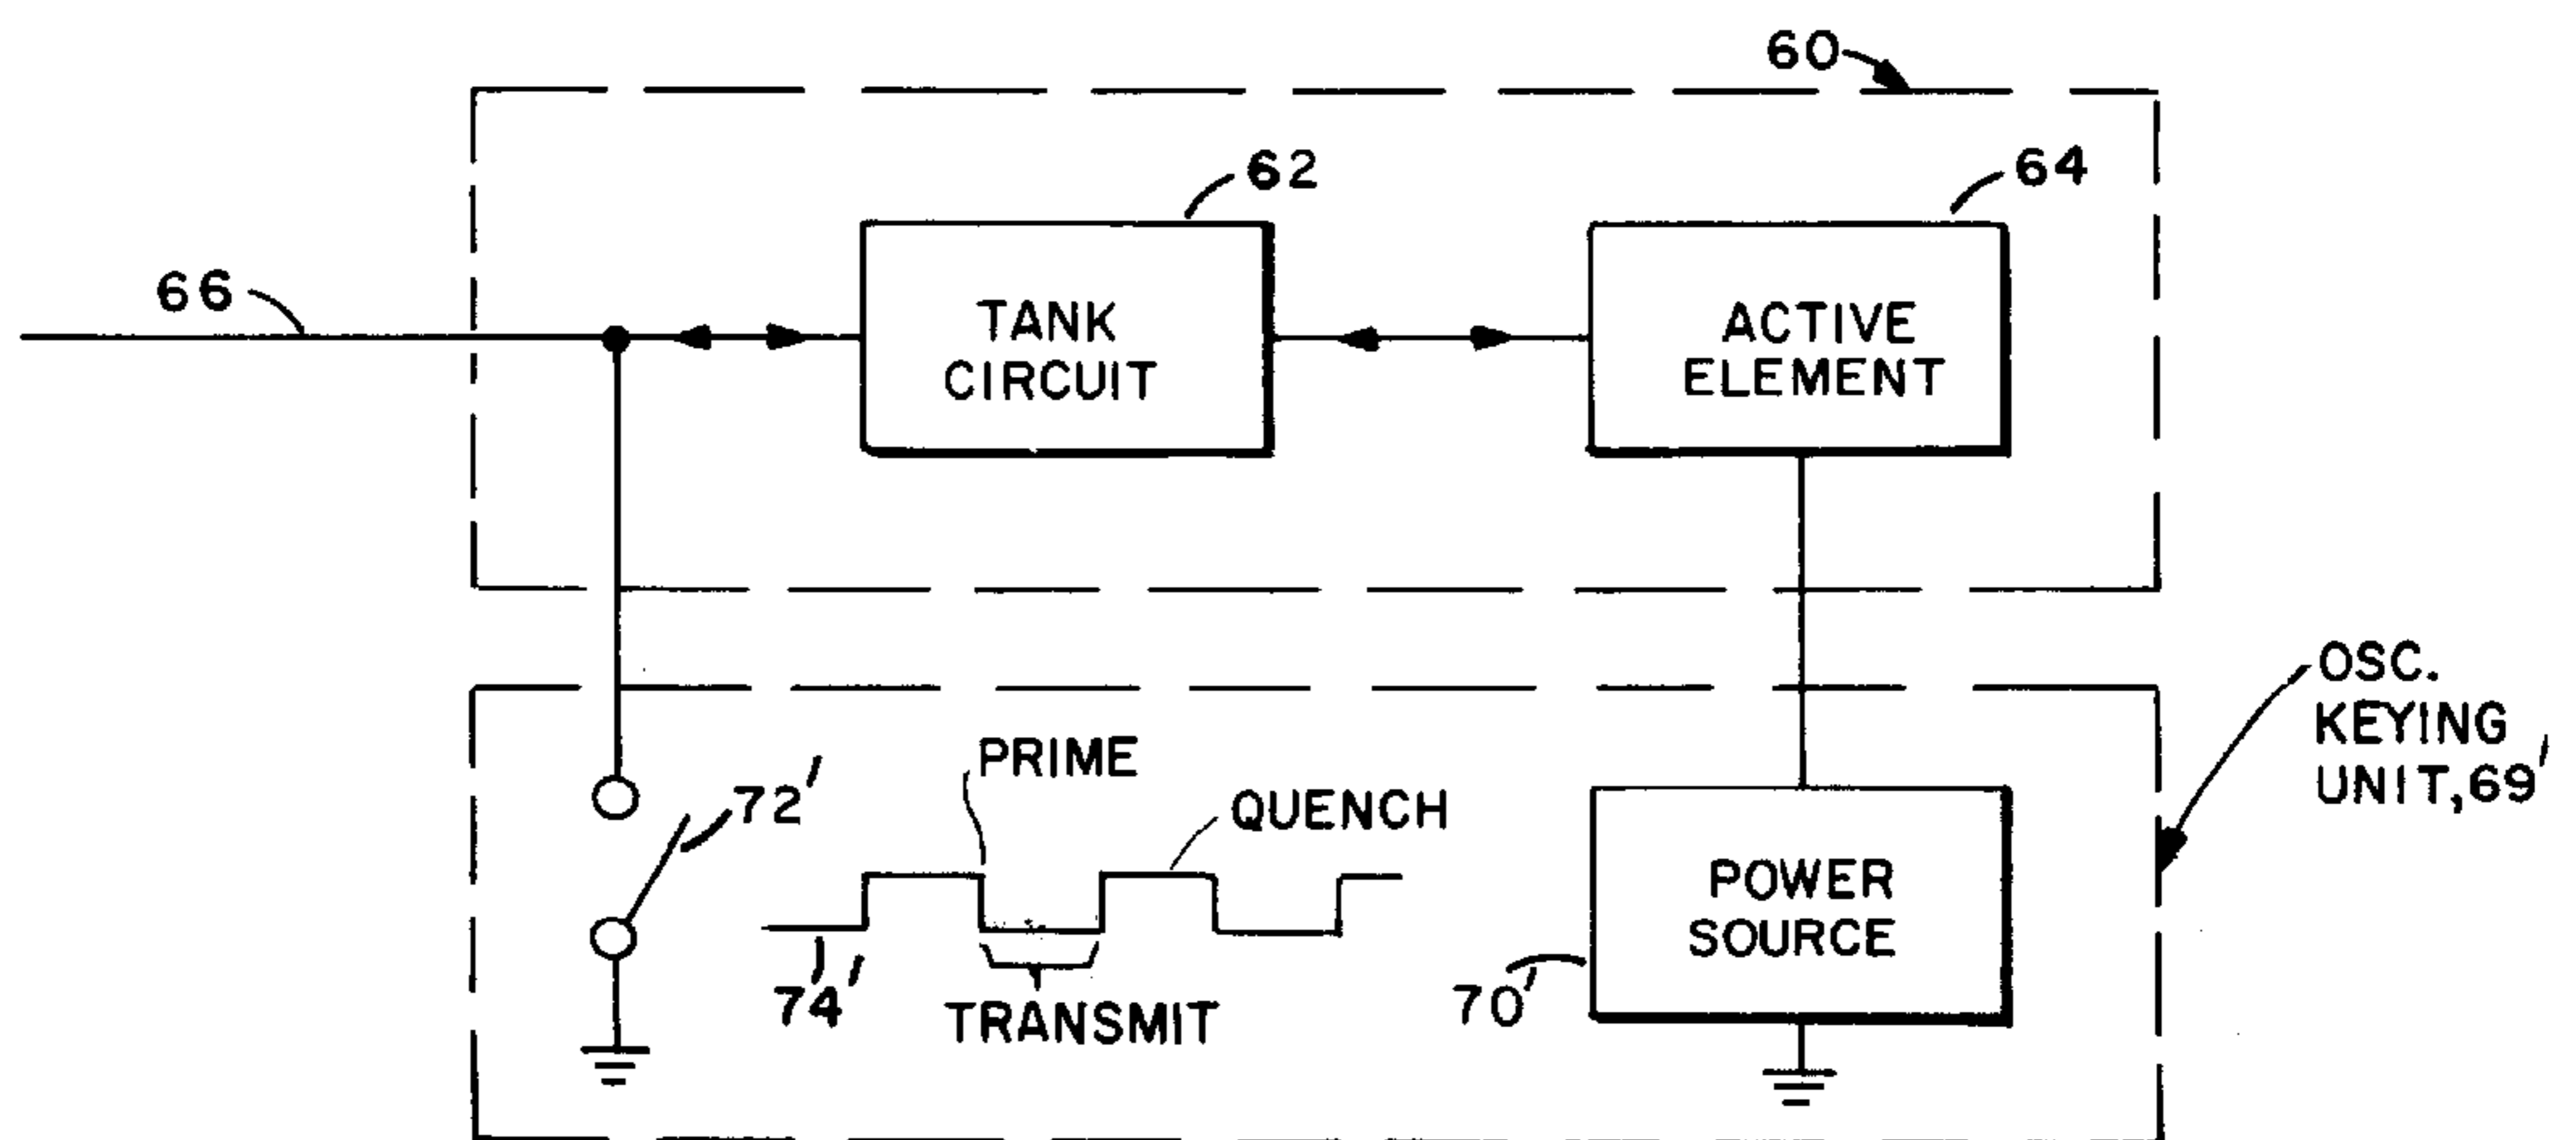 60
62
64
66
TANK
CIRCUIT
ACTIVE
ELEMENT
OSC.
KEYING
UNIT,69'
PRIME
72'
QUENCH
POWER
SOURCE
74'
TRANSMIT
70'